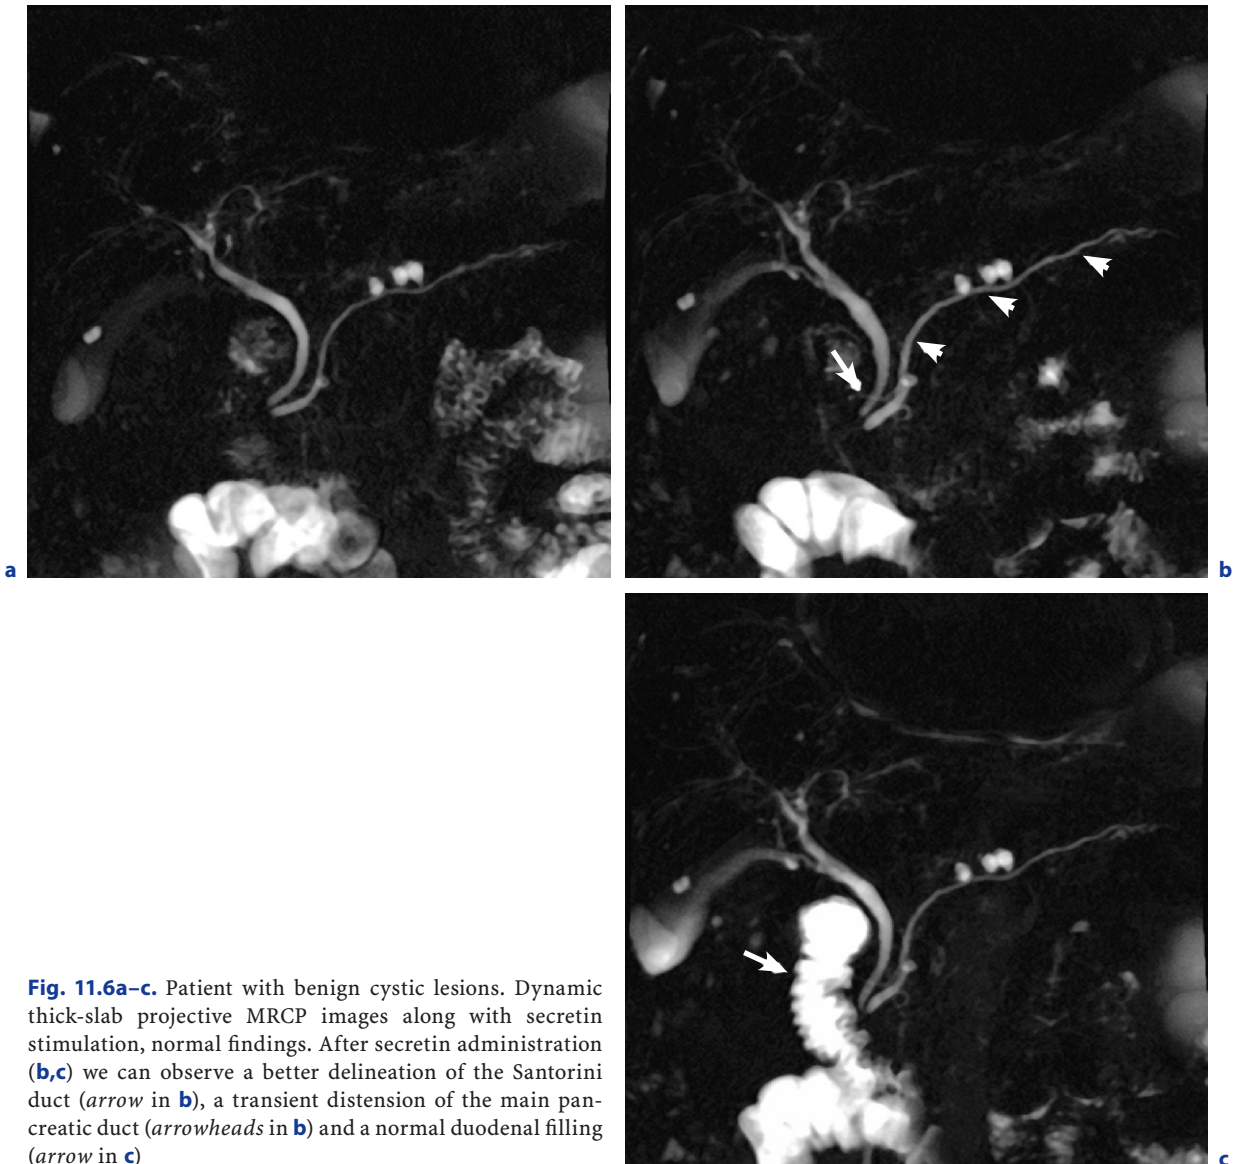 a
b
Fig. 11.6a–c. Patient with benign cystic lesions. Dynamic
thick-slab projective MRCP images along with secretin
stimulation, normal findings. After secretin administration
(b,c) we can observe a better delineation of the Santorini
duct (arrow in b), a transient distension of the main pan-
creatic duct (arrowheads in b) and a normal duodenal filling
(arrow in c)
c